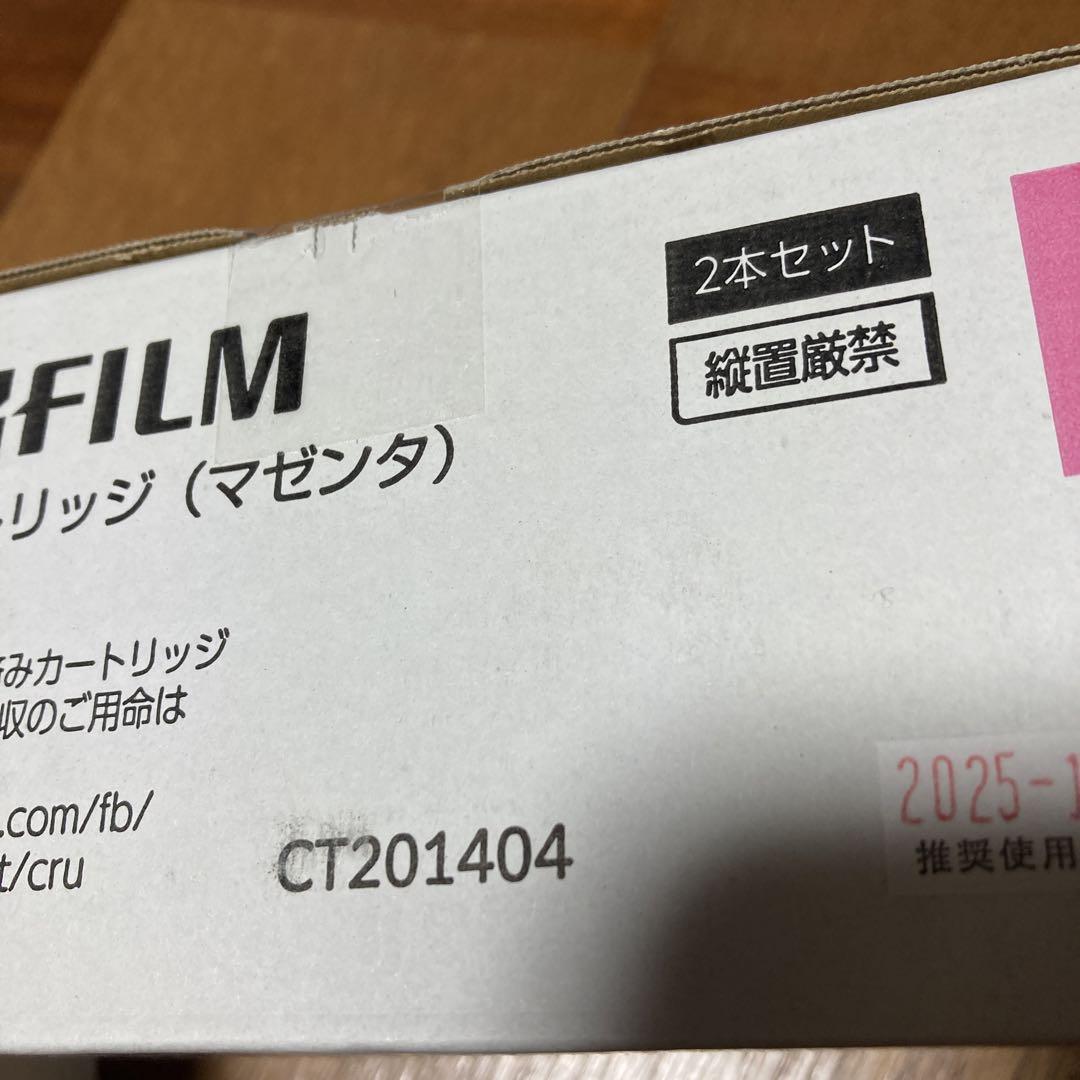 FILM
2本セット
縦置厳禁
トリッジ（マゼンタ）
済みカートリッジ
収のご用命は
.com/fb/
t/cru
CT201404
2025-1
推奨使用